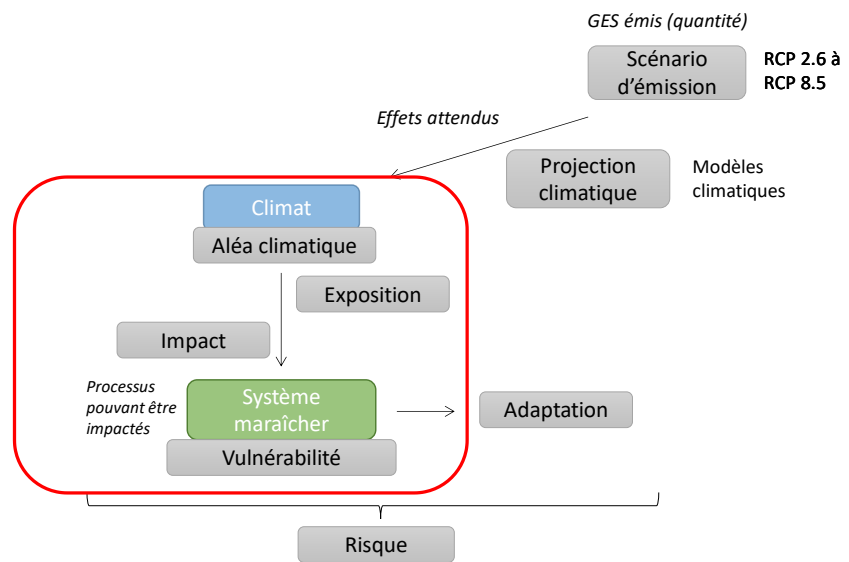 GES émis (quantité)
Scénario
d’émission
RCP 2.6 à
RCP 8.5
Effets attendus
Projection
climatique
Modèles
climatiques
Climat
Aléa climatique
Exposition
Impact
Processus
pouvant être
impactés
Système
maraîcher
Vulnérabilité
Adaptation
Risque